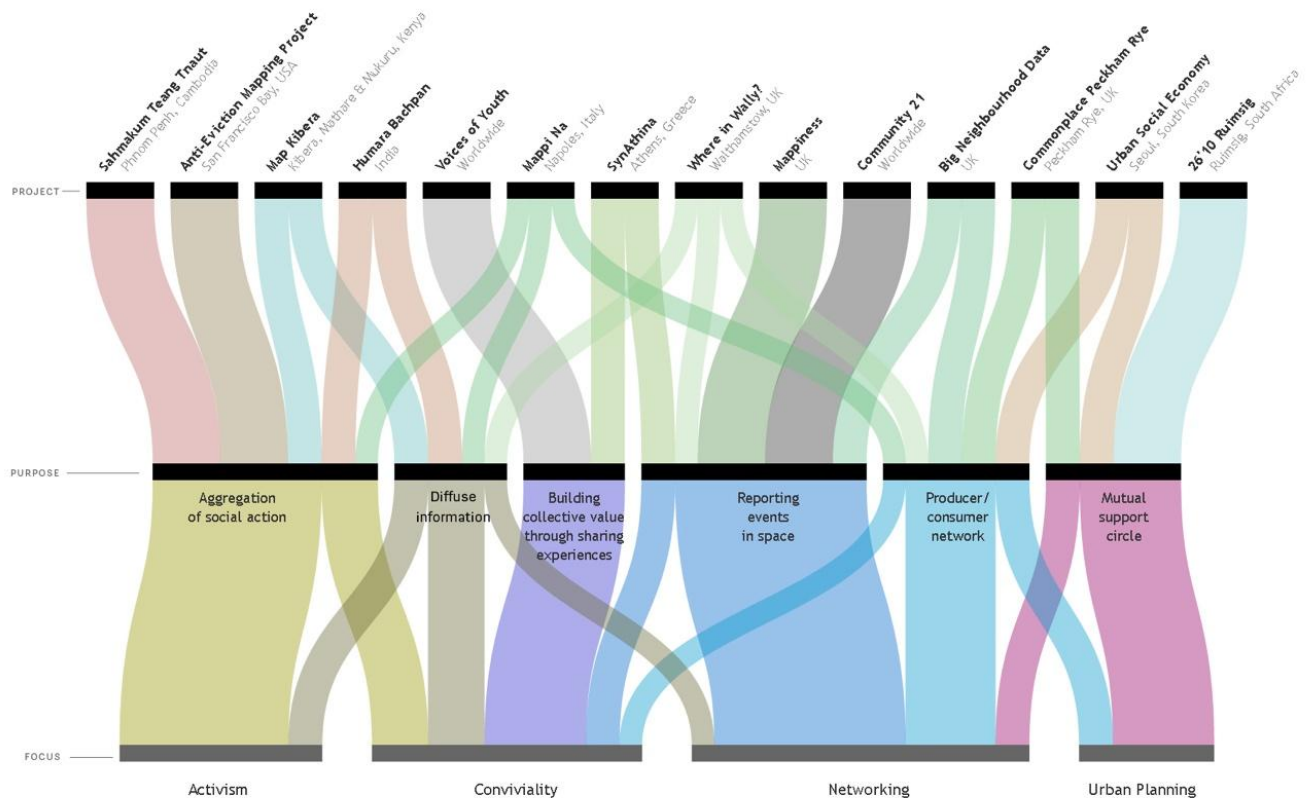 Sahmakum Teang Tnaut
Phnom Penh, Cambodia
Anti-Eviction Mapping Project
San Francisco Bay, USA
Map Kibera
Kibera, Mathare & Mukuru, Kenya
Humara Bachpan
India
Voices of Youth
Worldwide
Mappi Na
Napoles, Italy
SynAthina
Athens, Greece
Where in Wally?
Walthamstow, UK
Mappiness
UK
Community 21
Worldwide
Big Neighbourhood Data
UK
Commonplace Peckham Rye
Peckham Rye, UK
Urban Social Economy
Seoul, South Korea
26'10 Ruimsig
Ruimsig, South Africa
PROJECT
PURPOSE
Aggregation
of social action
Diffuse
information
Building
collective value
through sharing
experiences
Reporting
events
in space
Producer/
consumer
network
Mutual
support
circle
FOCUS
Activism
Conviviality
Networking
Urban Planning